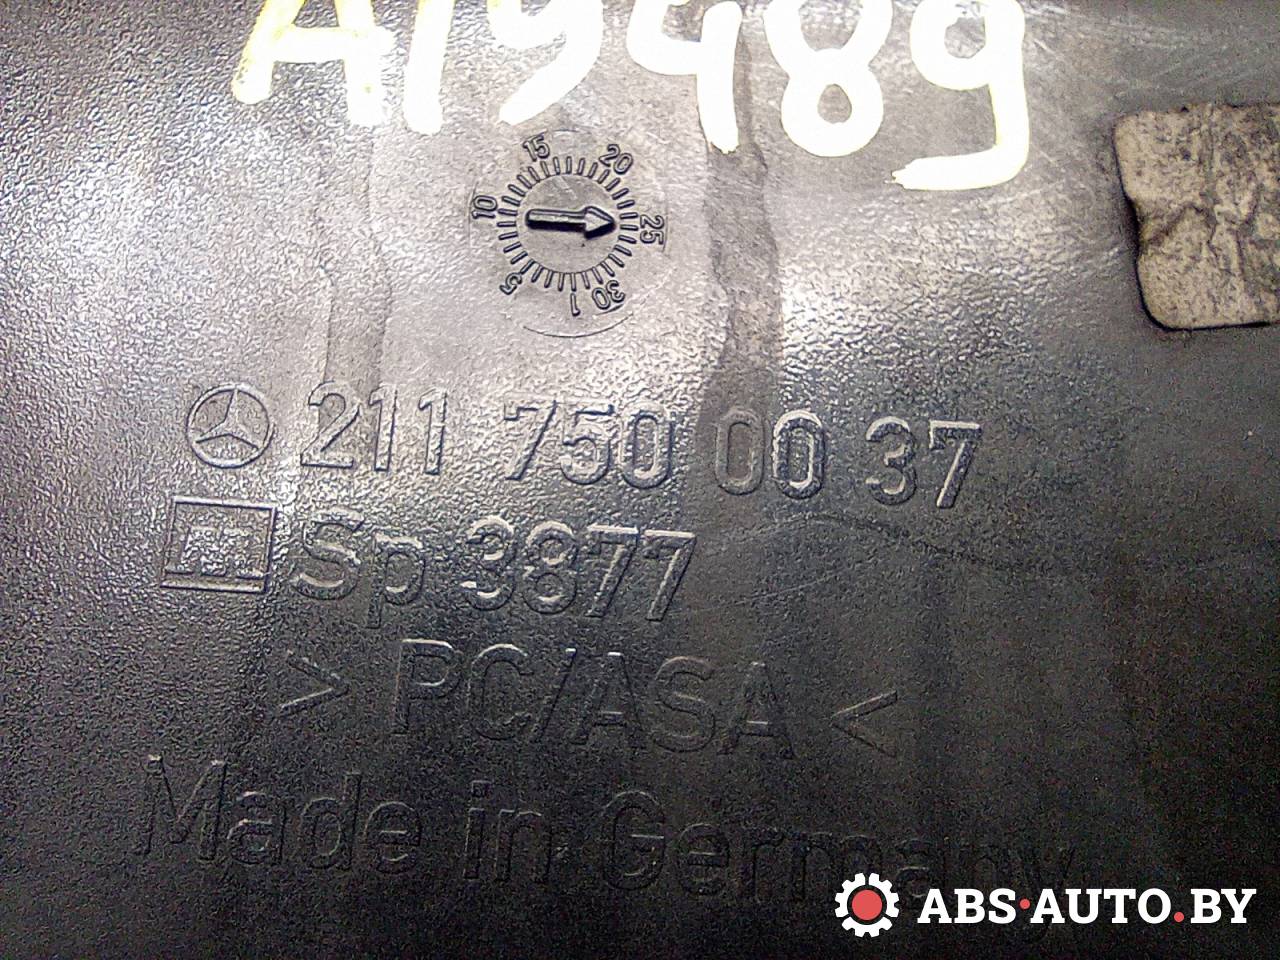 A19489
15 20
10 25
5 1 30
211 750 00 37
Sp 3877
> PC/ASA <
Made in Germany
ABS·AUTO.BY